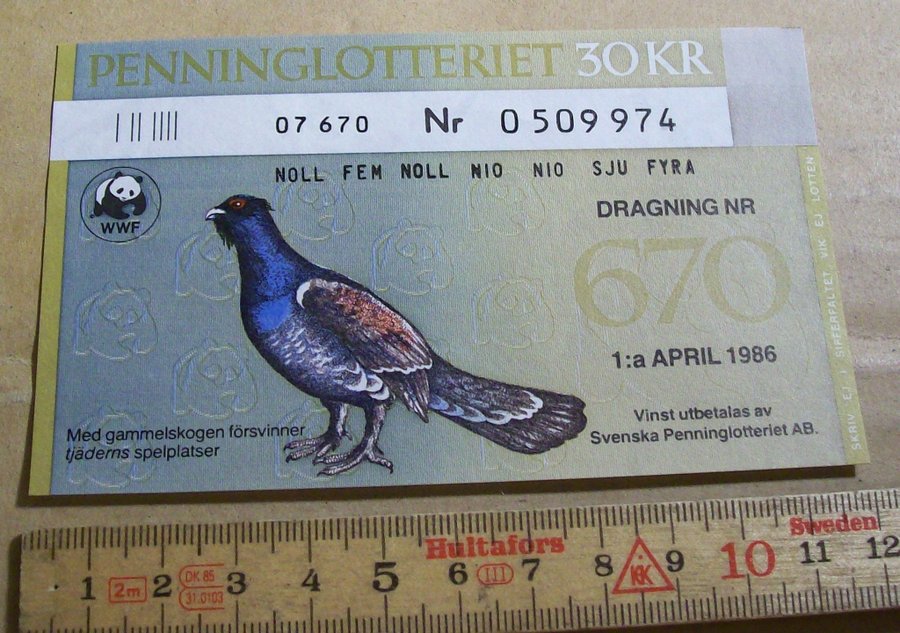 PENNINGLOTTERIET 30 KR
07 670 Nr 0 509 974
NOLL FEM NOLL NIO NIO SJU FYRA
WWF
DRAGNING NR
670
1:a APRIL 1986
Vinst utbetalas av
Svenska Penninglotteriet AB.
Med gammelskogen försvinner
tjäderns spelplatser
SKRIV EJ I SIFFERFÄLTET VIK EJ LOTTEN
Hultafors
Sweden
1 2m 2 DK 85 3 4 5 6 III 7 8 KK 9 10 11 12
31.0103